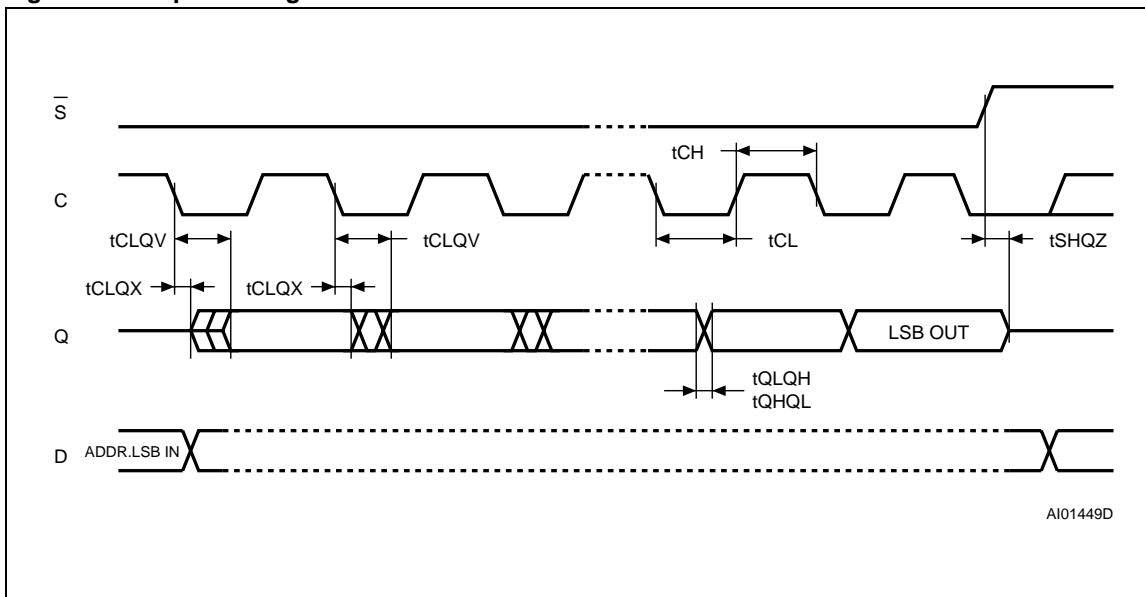 S
tCH
C
tCLQV
tCLQV
tCL
tSHQZ
tCLQX
tCLQX
Q
LSB OUT
tQLQH
tQHQL
D
ADDR.LSB IN
AI01449D